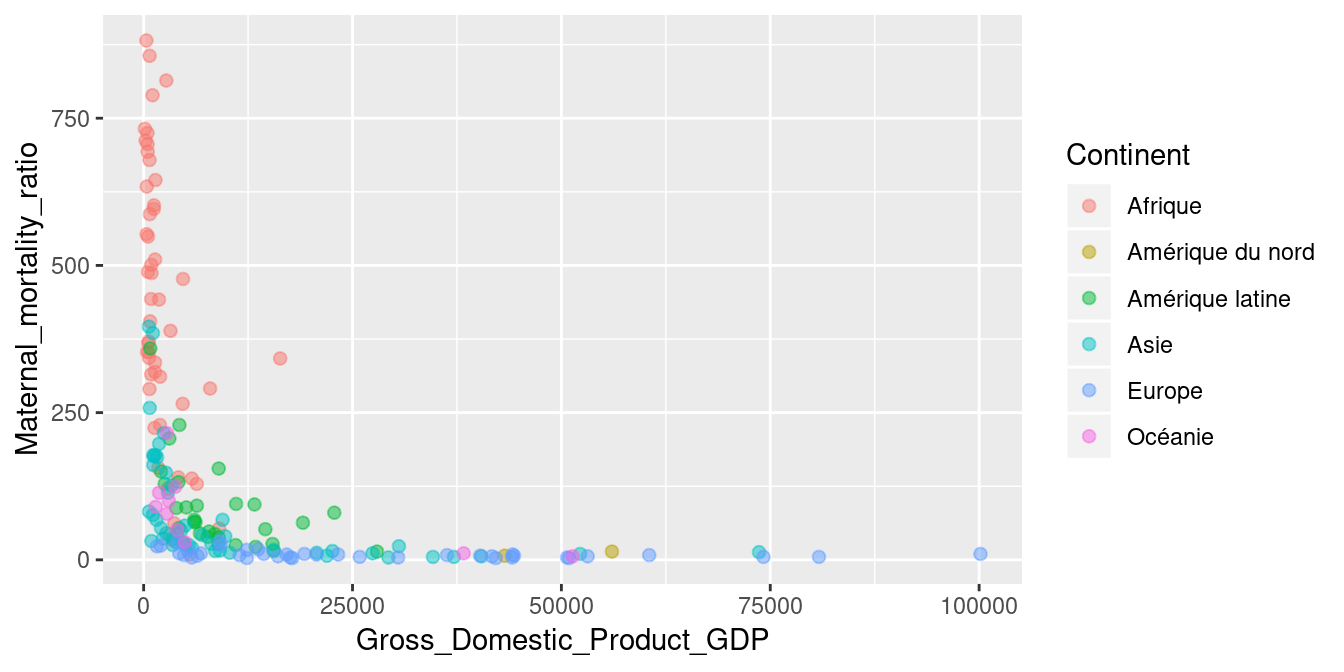 Maternal_mortality_ratio
750
500
250
0
0
25000
50000
75000
100000
Gross_Domestic_Product_GDP
Continent
Afrique
Amérique du nord
Amérique latine
Asie
Europe
Océanie